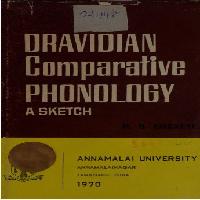 DRAVIDIAN
Comparative
PHONOLOGY
A SKETCH
ANNAMALAI UNIVERSITY
ANNAMALAINAGAR
1970